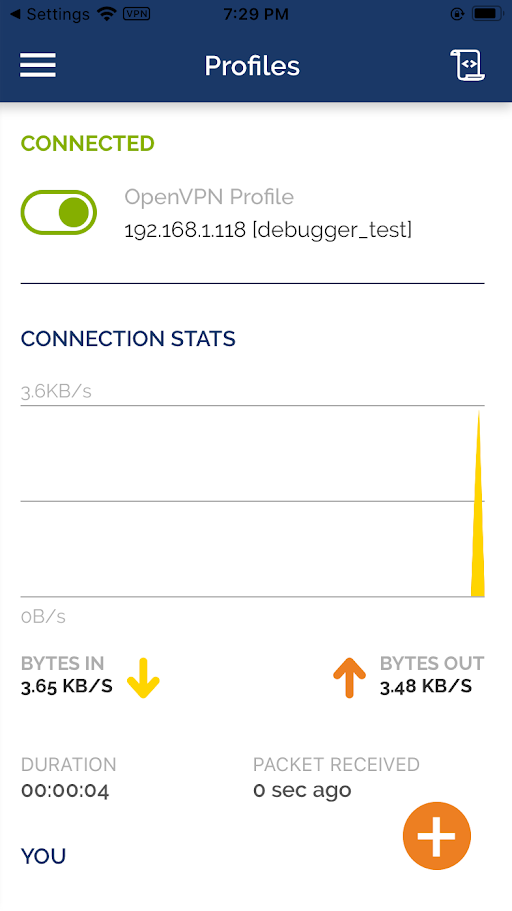 Settings VPN 7:29 PM
Profiles
CONNECTED
OpenVPN Profile
192.168.1.118 [debugger_test]
CONNECTION STATS
3.6KB/s
0B/s
BYTES IN BYTES OUT
3.65 KB/S 3.48 KB/S
DURATION PACKET RECEIVED
00:00:04 0 sec ago
YOU